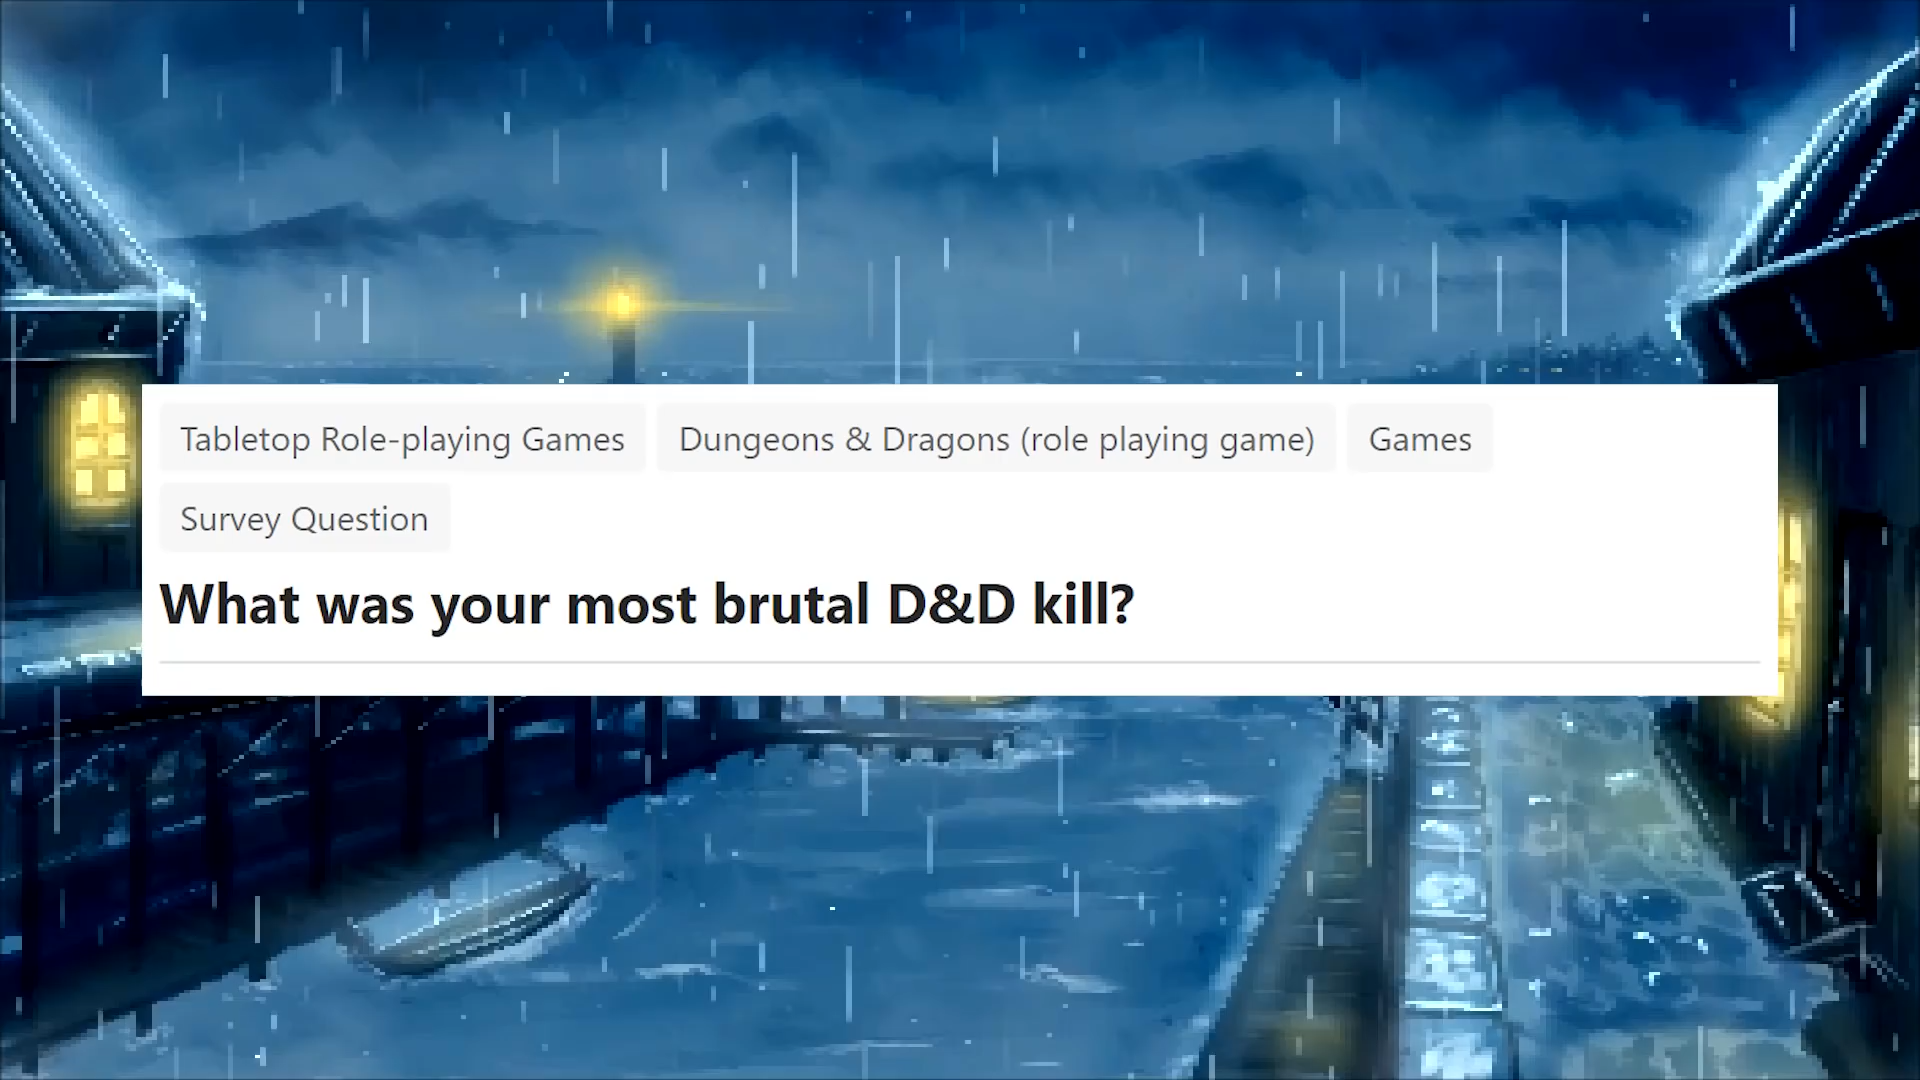 Tabletop Role-playing Games Dungeons & Dragons (role playing game) Games
Survey Question
What was your most brutal D&D kill?